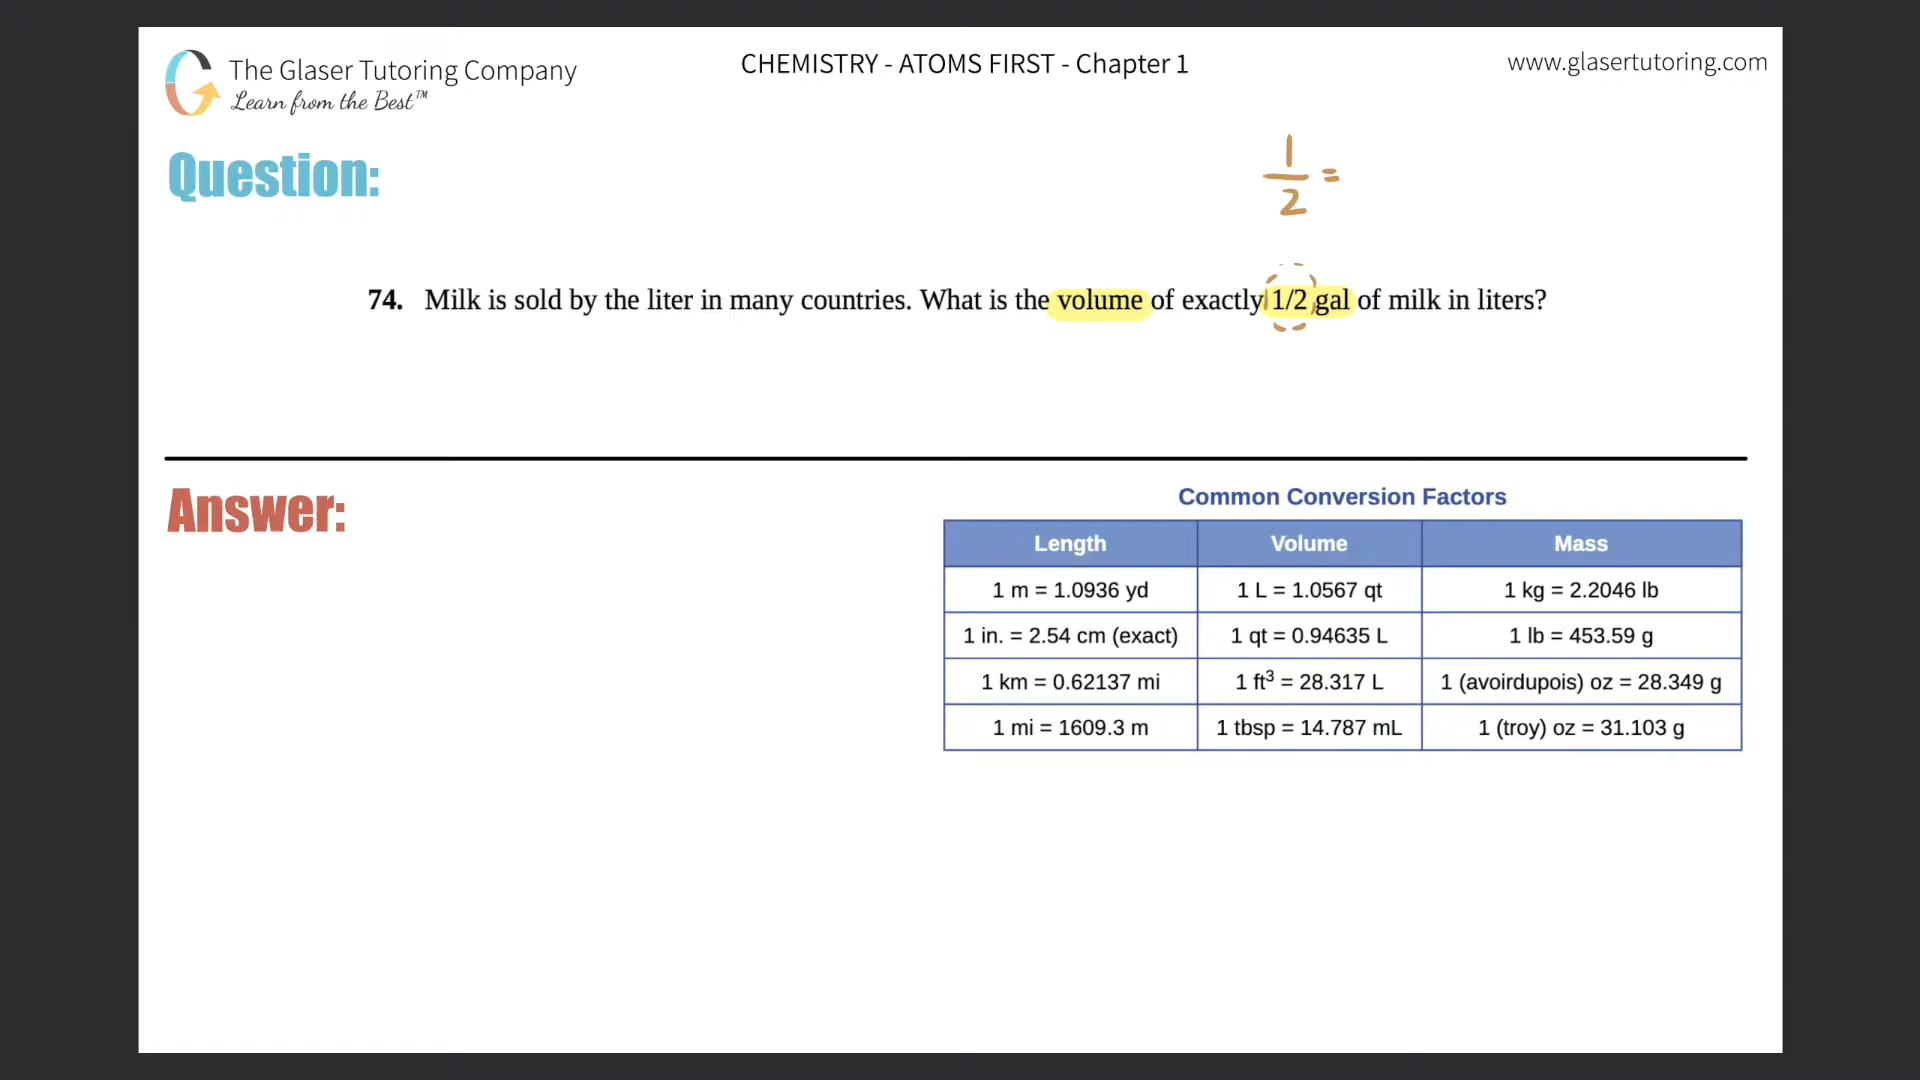 The Glaser Tutoring Company
Learn from the Best™
CHEMISTRY - ATOMS FIRST - Chapter 1
www.glasertutoring.com
Question:
1
2
=
74. Milk is sold by the liter in many countries. What is the volume of exactly 1/2 gal of milk in liters?
Answer:
Common Conversion Factors
Length Volume Mass
1 m = 1.0936 yd 1 L = 1.0567 qt 1 kg = 2.2046 lb
1 in. = 2.54 cm (exact) 1 qt = 0.94635 L 1 lb = 453.59 g
1 km = 0.62137 mi 1 ft³ = 28.317 L 1 (avoirdupois) oz = 28.349 g
1 mi = 1609.3 m 1 tbsp = 14.787 mL 1 (troy) oz = 31.103 g